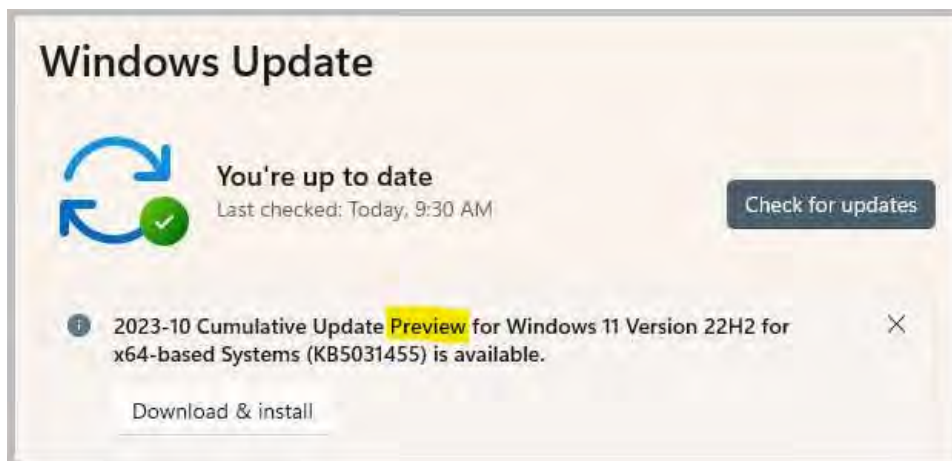 Windows Update
You're up to date
Last checked: Today, 9:30 AM
Check for updates
2023-10 Cumulative Update Preview for Windows 11 Version 22H2 for
x64-based Systems (KB5031455) is available.
Download & install